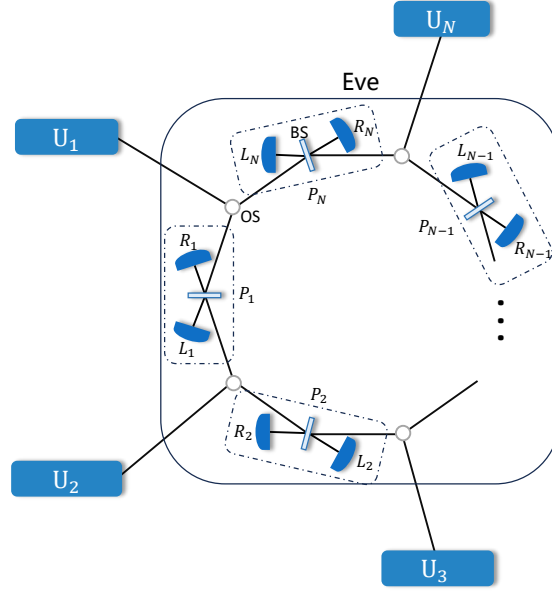 U_N
Eve
U_1
BS
R_N
L_N
P_N
L_{N−1}
P_{N−1}
R_{N−1}
OS
R_1
P_1
L_1
P_2
R_2
L_2
U_2
U_3